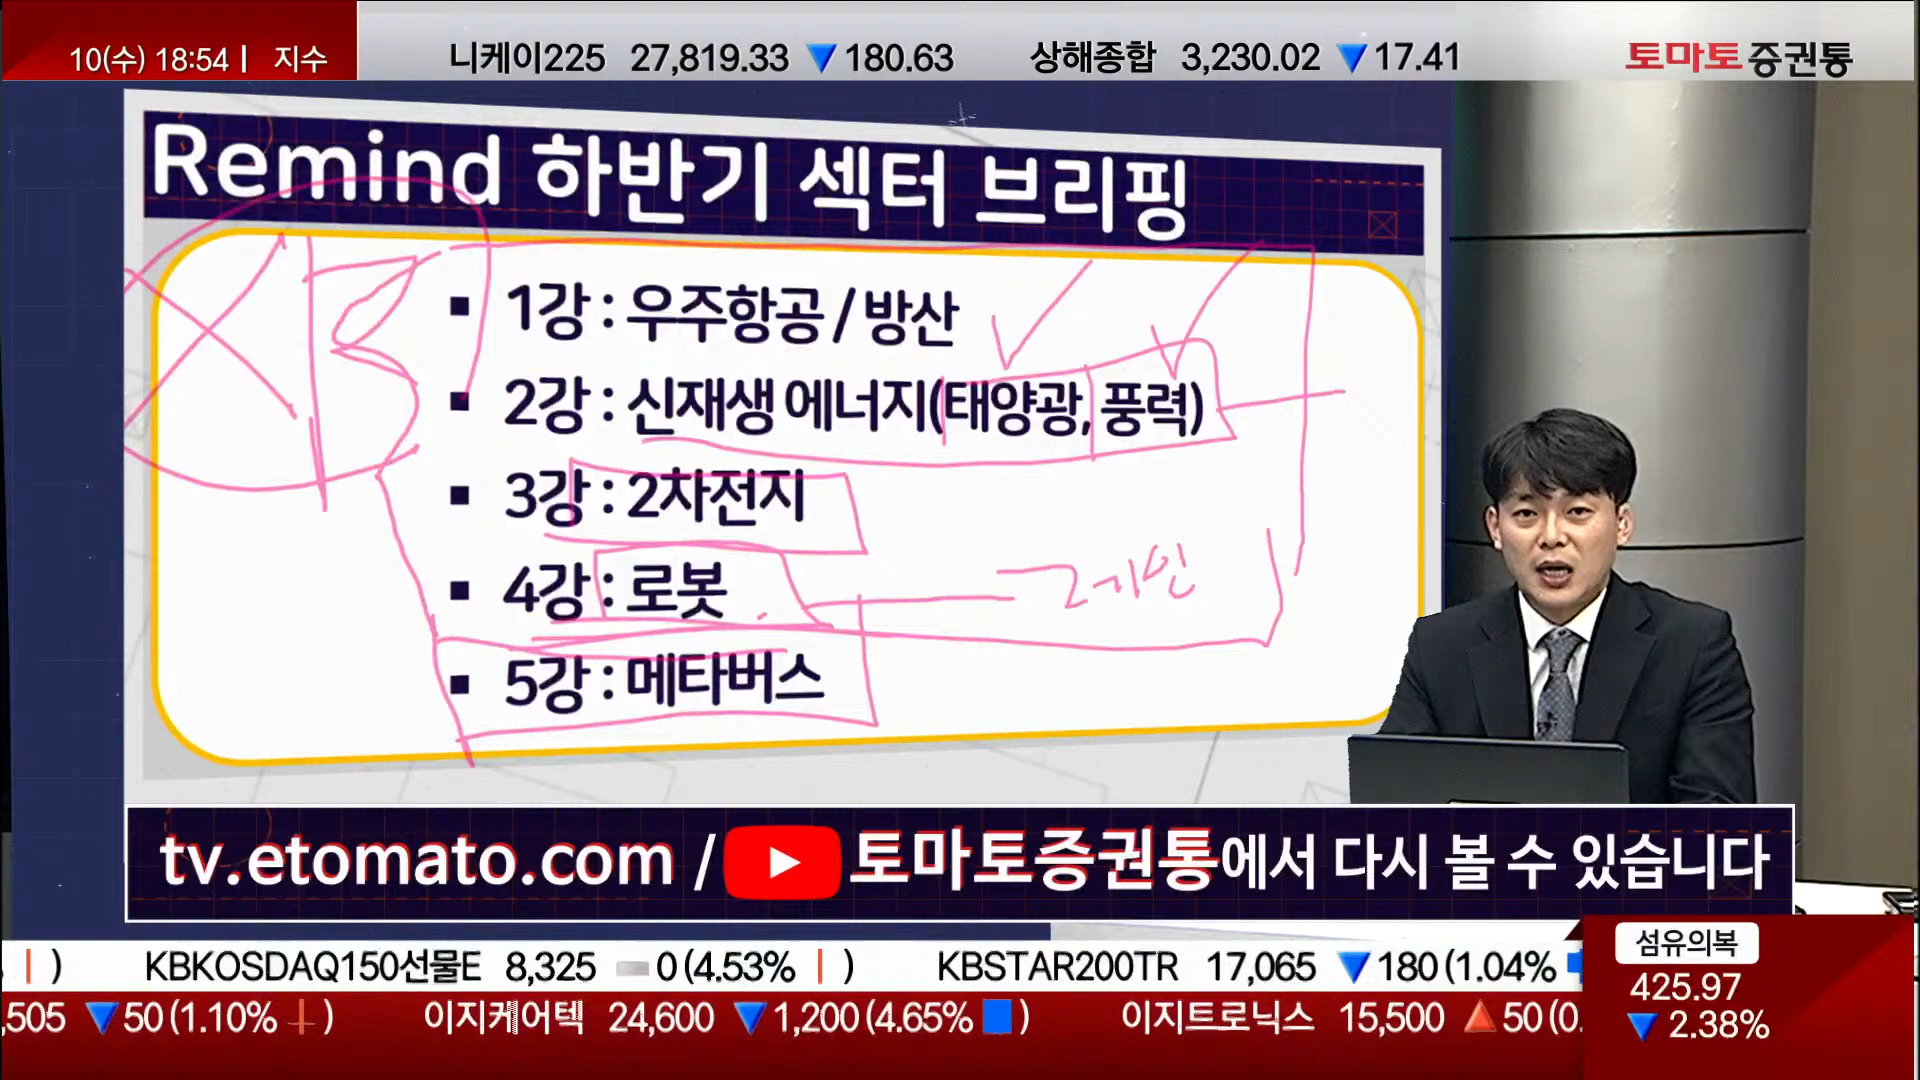 10(수) 18:54 | 지수 니케이225 27,819.33 ▼180.63 상해종합 3,230.02 ▼17.41 토마토증권통
Remind 하반기 섹터 브리핑
▪ 1강 : 우주항공 / 방산
▪ 2강 : 신재생 에너지(태양광, 풍력)
▪ 3강 : 2차전지
▪ 4강 : 로봇
▪ 5강 : 메타버스
tv.etomato.com / 토마토증권통에서 다시 볼 수 있습니다
) KBKOSDAQ150선물E 8,325 0 (4.53% ) KBSTAR200TR 17,065 ▼180 (1.04%
,505 ▼50 (1.10% ) 이지케어텍 24,600 ▼1,200 (4.65% ) 이지트로닉스 15,500 ▲50 (0.
섬유의복
425.97
▼ 2.38%